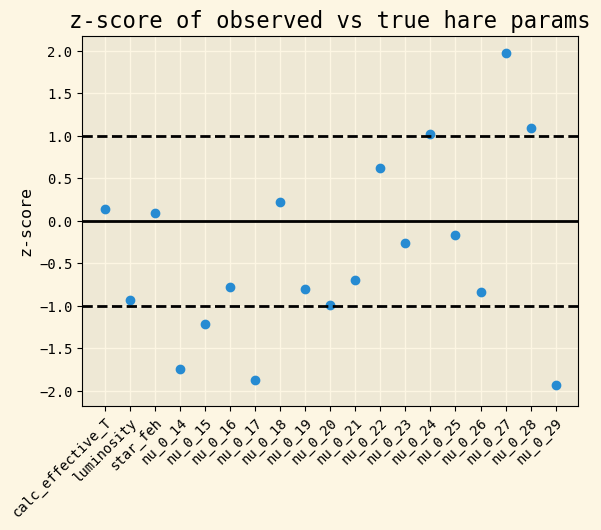 z-score of observed vs true hare params
z-score
2.0
1.5
1.0
0.5
0.0
−0.5
−1.0
−1.5
−2.0
calc_effective_T
luminosity
star_feh
nu_0_14
nu_0_15
nu_0_16
nu_0_17
nu_0_18
nu_0_19
nu_0_20
nu_0_21
nu_0_22
nu_0_23
nu_0_24
nu_0_25
nu_0_26
nu_0_27
nu_0_28
nu_0_29